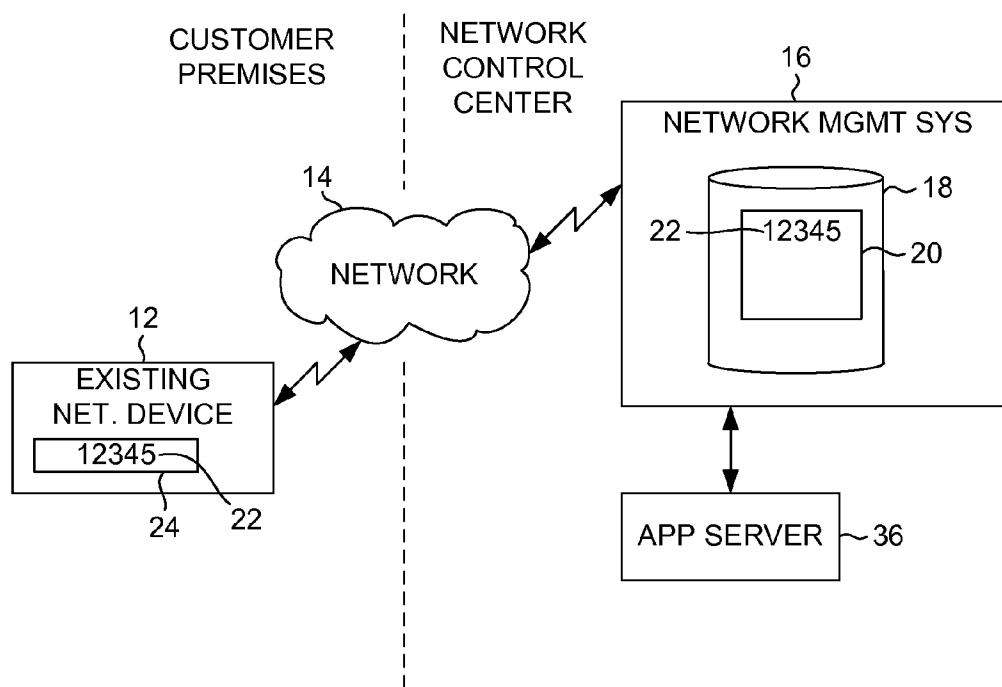 CUSTOMER
PREMISES
NETWORK
CONTROL
CENTER
16
NETWORK MGMT SYS
14
18
22
12345
20
NETWORK
12
EXISTING
NET. DEVICE
12345
24
22
APP SERVER
36